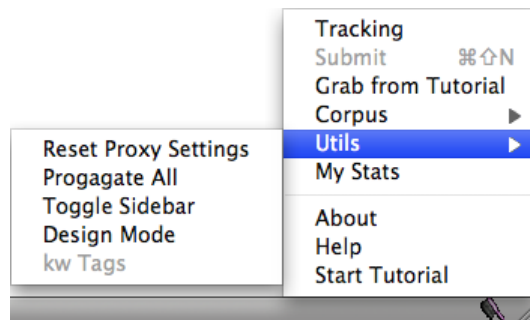 Tracking
Submit ⌘⇧N
Grab from Tutorial
Corpus
Utils
My Stats
About
Help
Start Tutorial
Reset Proxy Settings
Progagate All
Toggle Sidebar
Design Mode
kw Tags